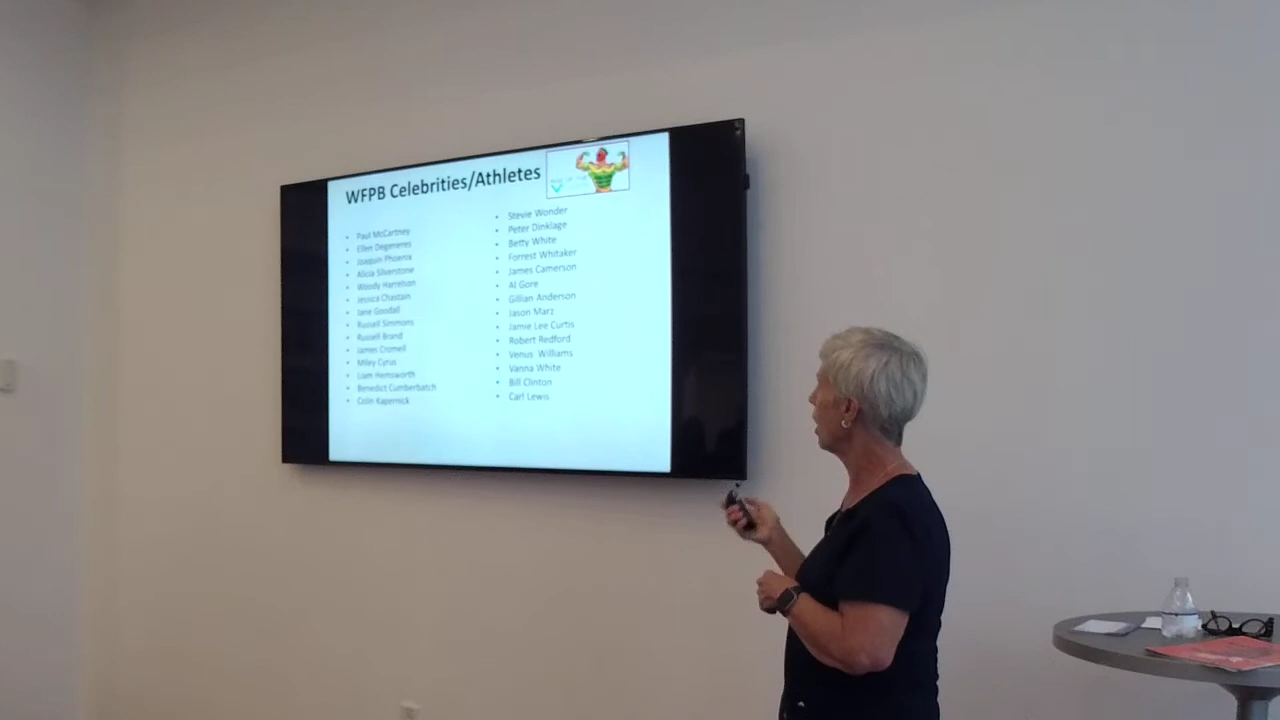 WFPB Celebrities/Athletes
Paul McCartney
Ellen Degeneres
Joaquin Phoenix
Alicia Silverstone
Woody Harrelson
Jessica Chastain
Jane Goodall
Russell Simmons
Russell Brand
James Cromell
Miley Cyrus
Liam Hemsworth
Benedict Cumberbatch
Colin Kapernick
Stevie Wonder
Peter Dinklage
Betty White
Forrest Whitaker
James Camerson
Al Gore
Gillian Anderson
Jason Marz
Jamie Lee Curtis
Robert Redford
Venus Williams
Vanna White
Bill Clinton
Carl Lewis